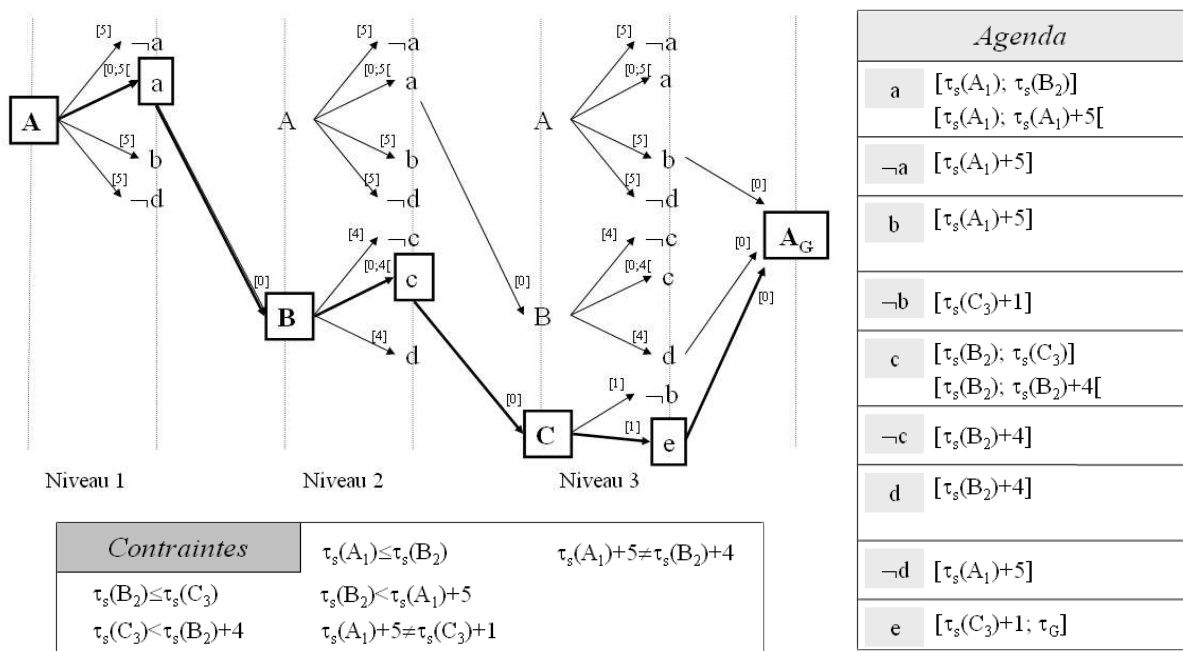 [5] ¬a
[0;5[ a
A
[5] b
[5] ¬d
[0]
Niveau 1
[5] ¬a
[0;5[ a
A
[5] b
[5] ¬d
[4] ¬c
[0;4[ c
B
[4] d
[0]
[0]
Niveau 2
[5] ¬a
[0;5[ a
A
[5] b
[5] ¬d
[4] ¬c
[0;4[ c
B
[4] d
[1] ¬b
C
[1] e
Niveau 3
[0]
[0]
[0]
A_G
Agenda
a [τs(A1); τs(B2)]
[τs(A1); τs(A1)+5[
¬a [τs(A1)+5]
b [τs(A1)+5]
¬b [τs(C3)+1]
c [τs(B2); τs(C3)]
[τs(B2); τs(B2)+4[
¬c [τs(B2)+4]
d [τs(B2)+4]
¬d [τs(A1)+5]
e [τs(C3)+1; τG]
Contraintes
τs(A1)≤τs(B2) τs(A1)+5≠τs(B2)+4
τs(B2)≤τs(C3) τs(B2)<τs(A1)+5
τs(C3)<τs(B2)+4 τs(A1)+5≠τs(C3)+1